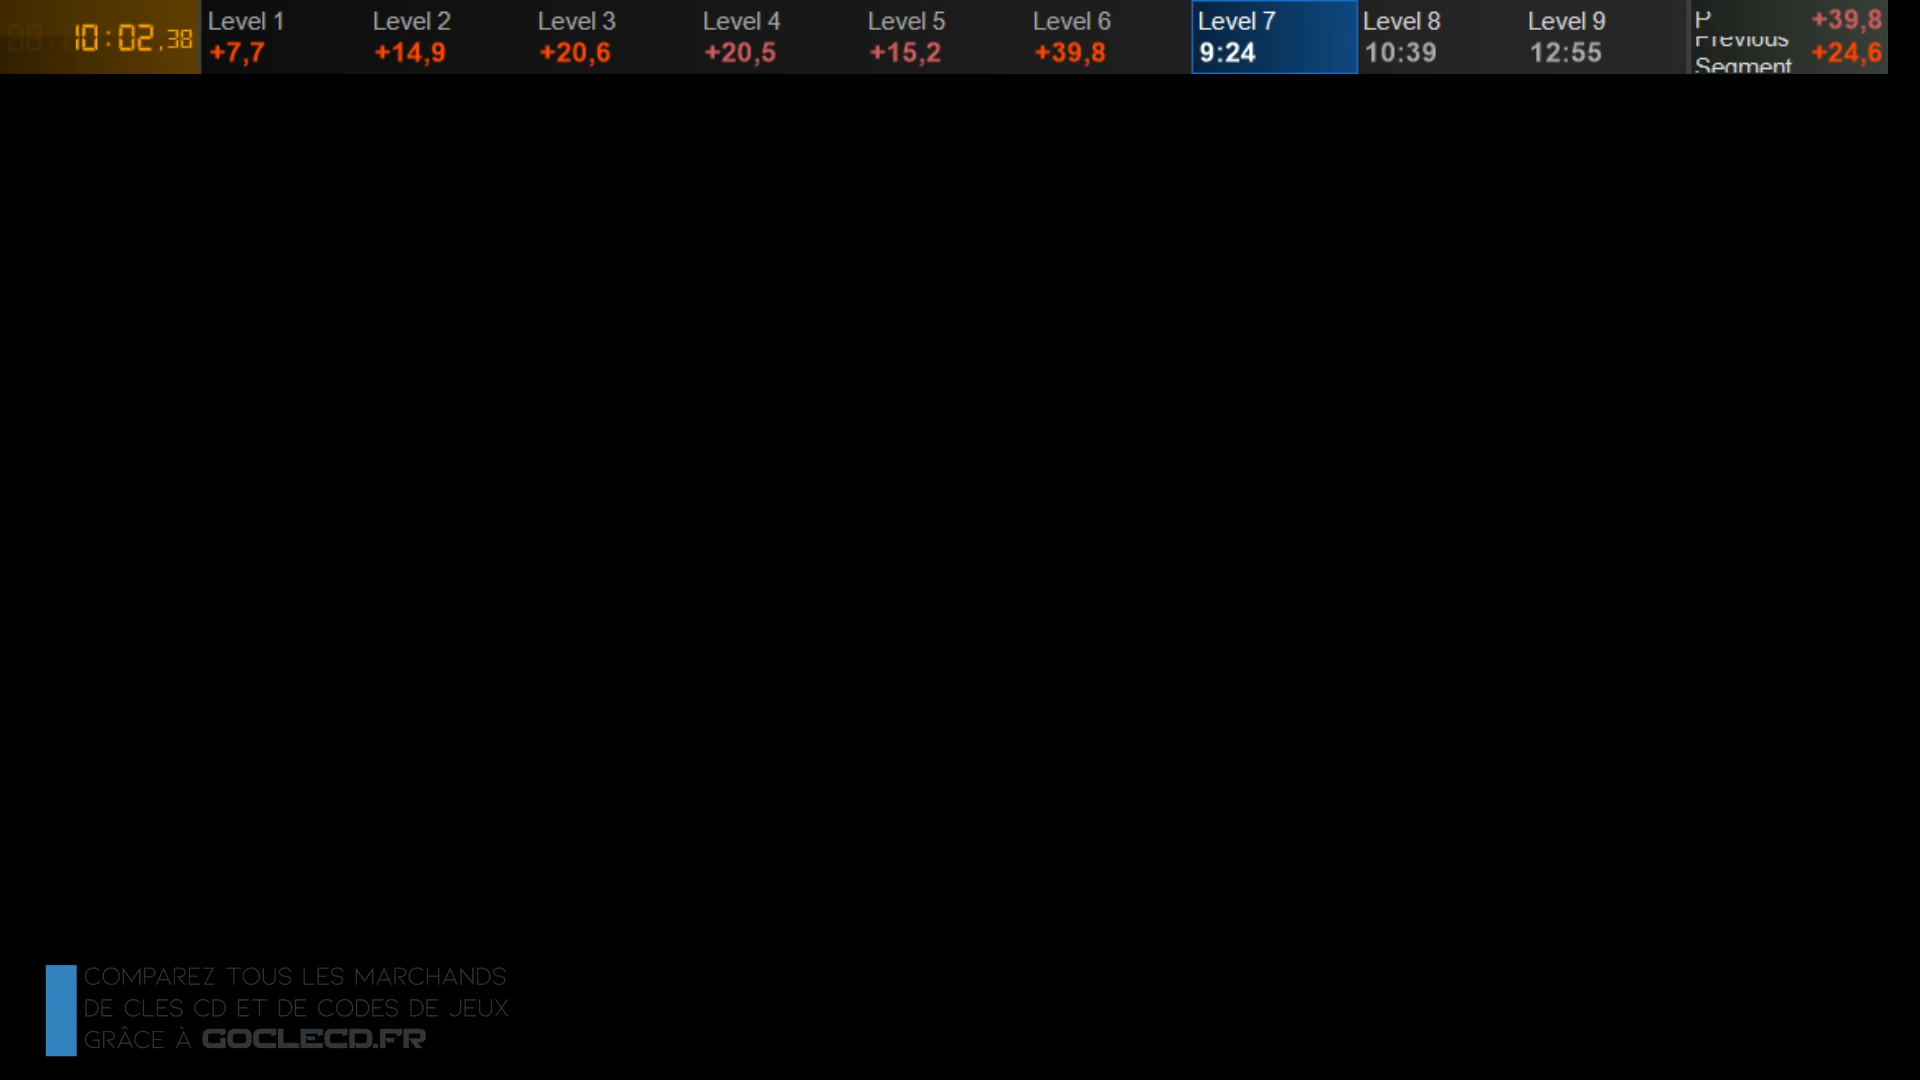 10:02.38
Level 1 Level 2 Level 3 Level 4 Level 5 Level 6 Level 7 Level 8 Level 9
+7,7 +14,9 +20,6 +20,5 +15,2 +39,8 9:24 10:39 12:55
P +39,8
Previous
Segment +24,6
COMPAREZ TOUS LES MARCHANDS
DE CLES CD ET DE CODES DE JEUX
GRÂCE À GOCLECD.FR